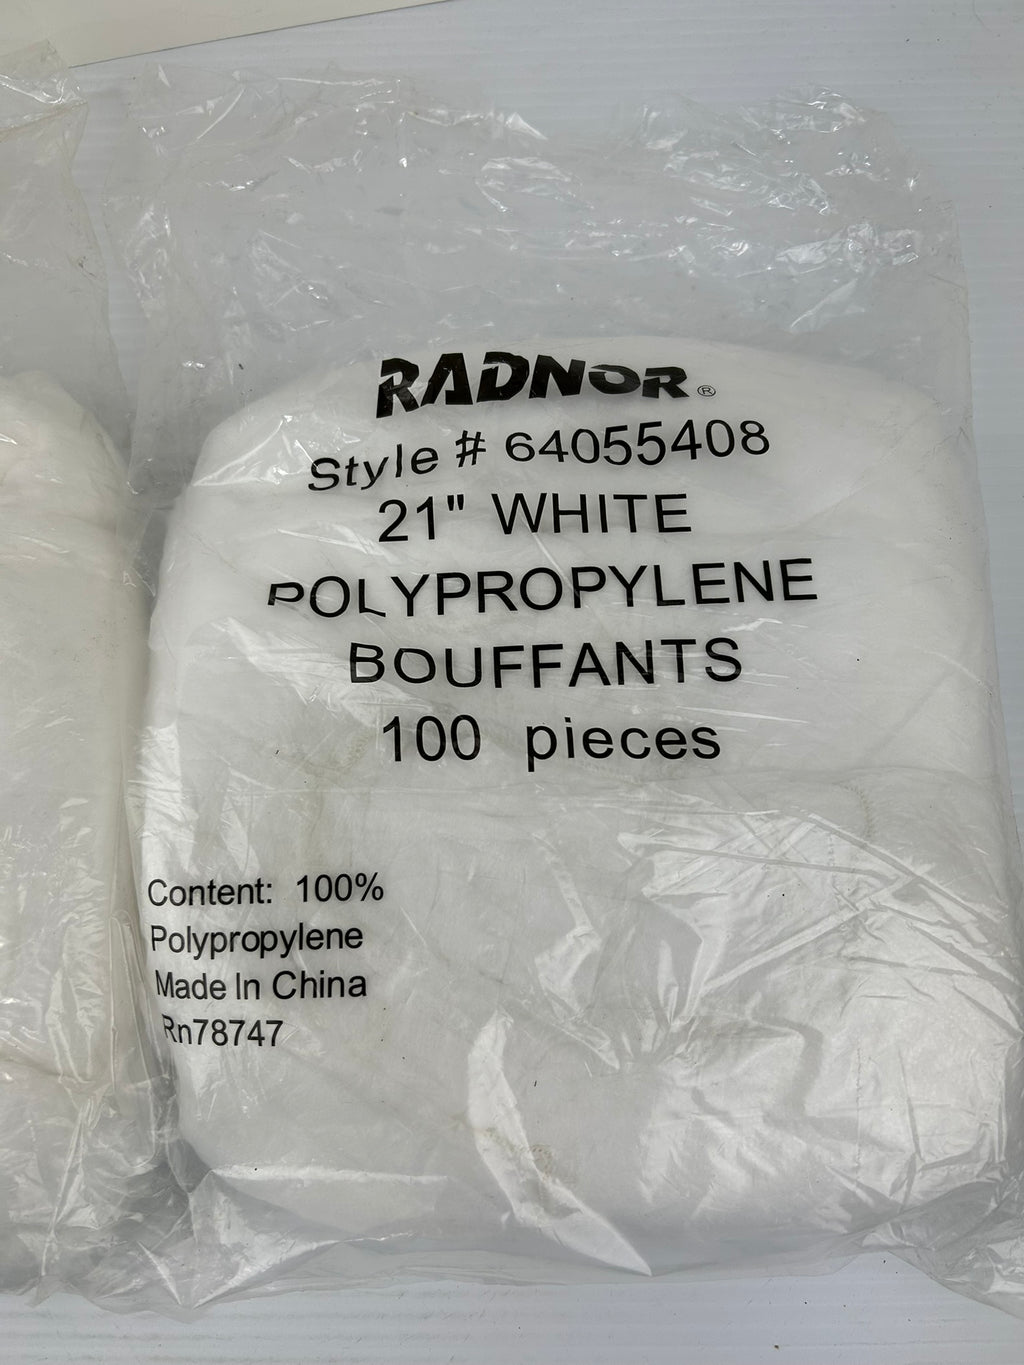 RADNOR®
Style # 64055408
21" WHITE
POLYPROPYLENE
BOUFFANTS
100 pieces
Content: 100%
Polypropylene
Made In China
Rn78747